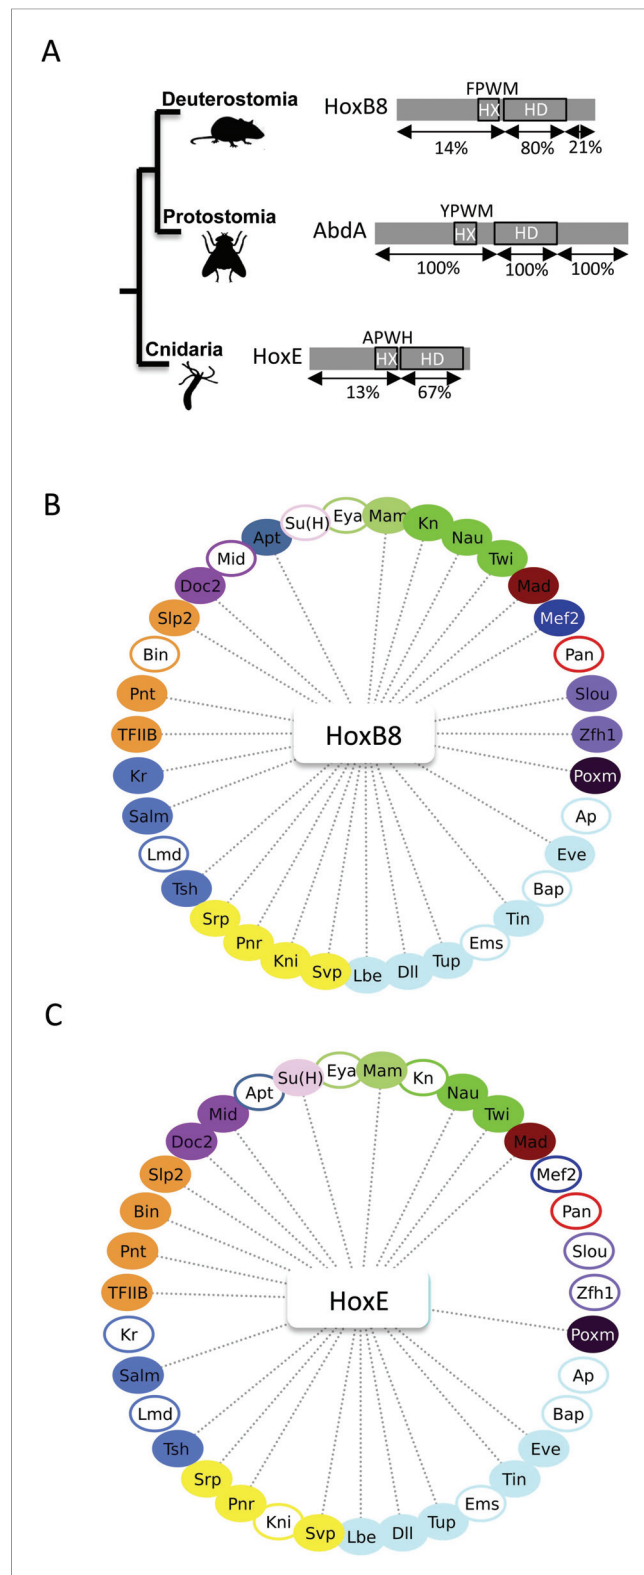 A
Deuterostomia
HoxB8
FPWM
HX
HD
14%
80%
21%
Protostomia
AbdA
YPWM
HX
HD
100%
100%
100%
Cnidaria
HoxE
APWH
HX
HD
13%
67%
B
HoxB8
Eya
Mam
Kn
Nau
Twi
Mad
Mef2
Pan
Slou
Zfh1
Poxm
Ap
Eve
Bap
Tin
Ems
Tup
Dll
Lbe
Svp
Kni
Pnr
Srp
Tsh
Lmd
Salm
Kr
TFIIB
Pnt
Bin
Slp2
Doc2
Mid
Apt
Su(H)
C
HoxE
Eya
Mam
Kn
Nau
Twi
Mad
Mef2
Pan
Slou
Zfh1
Poxm
Ap
Bap
Eve
Tin
Ems
Tup
Dll
Lbe
Svp
Kni
Pnr
Srp
Tsh
Lmd
Salm
Kr
TFIIB
Pnt
Bin
Slp2
Doc2
Mid
Apt
Su(H)